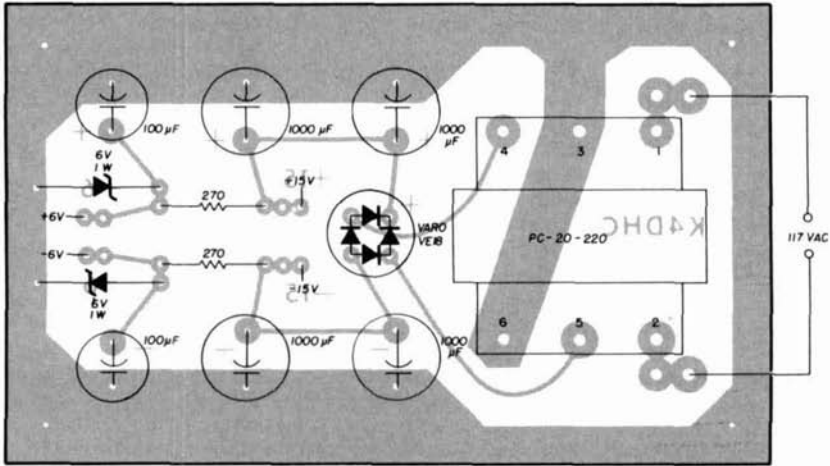 100 µF
1000 µF
1000
µF
6V
1 W
+15V
270
+6V
-6V
270
-15V
VARO
VE18
4
3
1
PC-20-220
K4DHC
117 VAC
6
5
2
6V
1 W
100µF
1000 µF
1000
µF